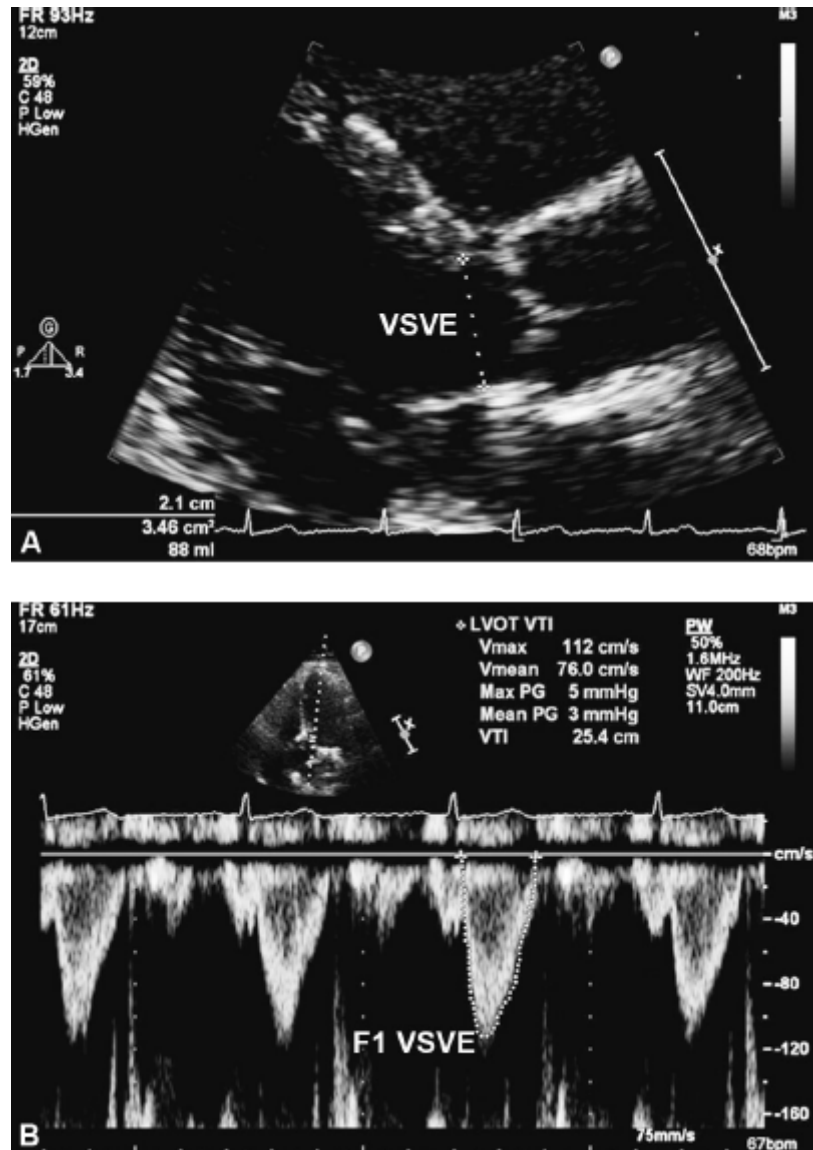 FR 93Hz
12cm
M3
2D
59%
C 48
P Low
HGen
P
G
P R
1.7 3.4
x
VSVE
2.1 cm
3.46 cm²
88 ml
A
68bpm
FR 61Hz
17cm
M3
2D
61%
C 48
P Low
HGen
P
x
LVOT VTI
Vmax 112 cm/s
Vmean 76.0 cm/s
Max PG 5 mmHg
Mean PG 3 mmHg
VTI 25.4 cm
PW
50%
1.6MHz
WF 200Hz
SV4.0mm
11.0cm
cm/s
-40
-80
-120
-160
F1 VSVE
B
75mm/s
67bpm